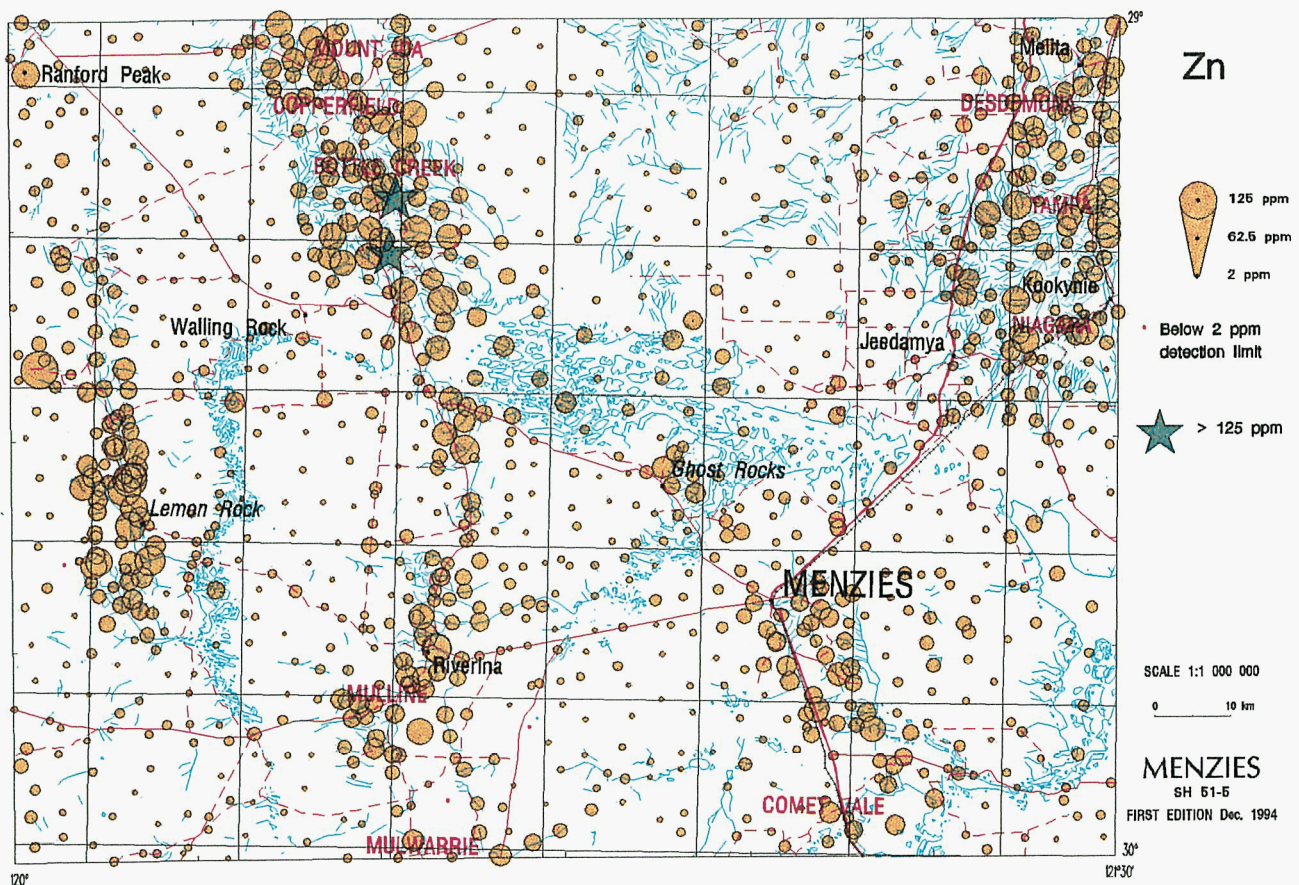 29°
Zn
MOUNT IDA
Melita
Ranford Peak
COPPERFIELD
DESDEMONA
BOTTLE CREEK
TAMPA
125 ppm
62.5 ppm
2 ppm
Kookynie
Walling Rock
NIAGARA
Jeedamya
Below 2 ppm
detection limit
> 125 ppm
Ghost Rocks
Lemon Rock
MENZIES
Riverina
MULLINE
SCALE 1:1 000 000
0 10 km
MENZIES
SH 51-5
FIRST EDITION Dec. 1994
COMET VALE
MULWARRIE
30°
120°
121°30'